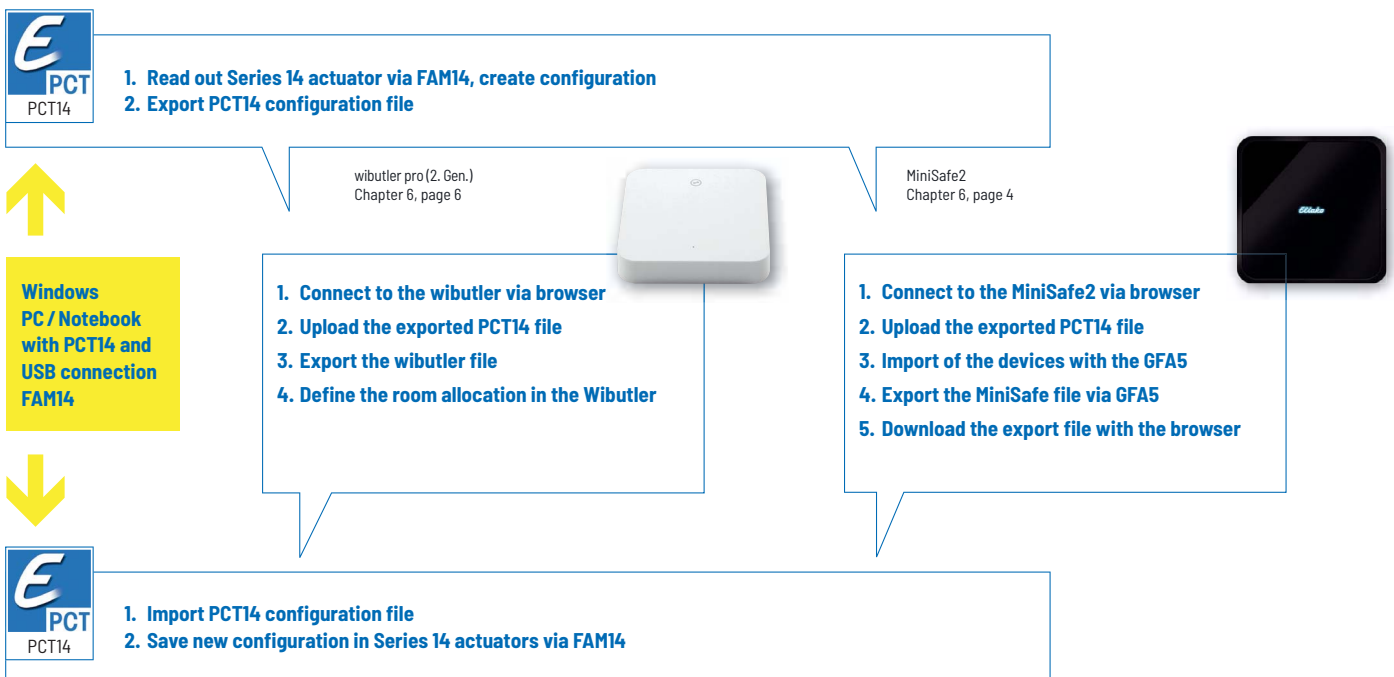 E
PCT
PCT14
1. Read out Series 14 actuator via FAM14, create configuration
2. Export PCT14 configuration file
wibutler pro (2. Gen.)
Chapter 6, page 6
MiniSafe2
Chapter 6, page 4
Eltako
Windows
PC / Notebook
with PCT14 and
USB connection
FAM14
1. Connect to the wibutler via browser
2. Upload the exported PCT14 file
3. Export the wibutler file
4. Define the room allocation in the Wibutler
1. Connect to the MiniSafe2 via browser
2. Upload the exported PCT14 file
3. Import of the devices with the GFA5
4. Export the MiniSafe file via GFA5
5. Download the export file with the browser
E
PCT
PCT14
1. Import PCT14 configuration file
2. Save new configuration in Series 14 actuators via FAM14